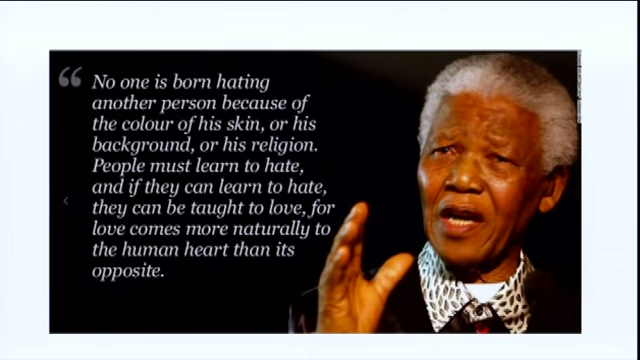 “ No one is born hating
another person because of
the colour of his skin, or his
background, or his religion.
People must learn to hate,
and if they can learn to hate,
they can be taught to love, for
love comes more naturally to
the human heart than its
opposite.